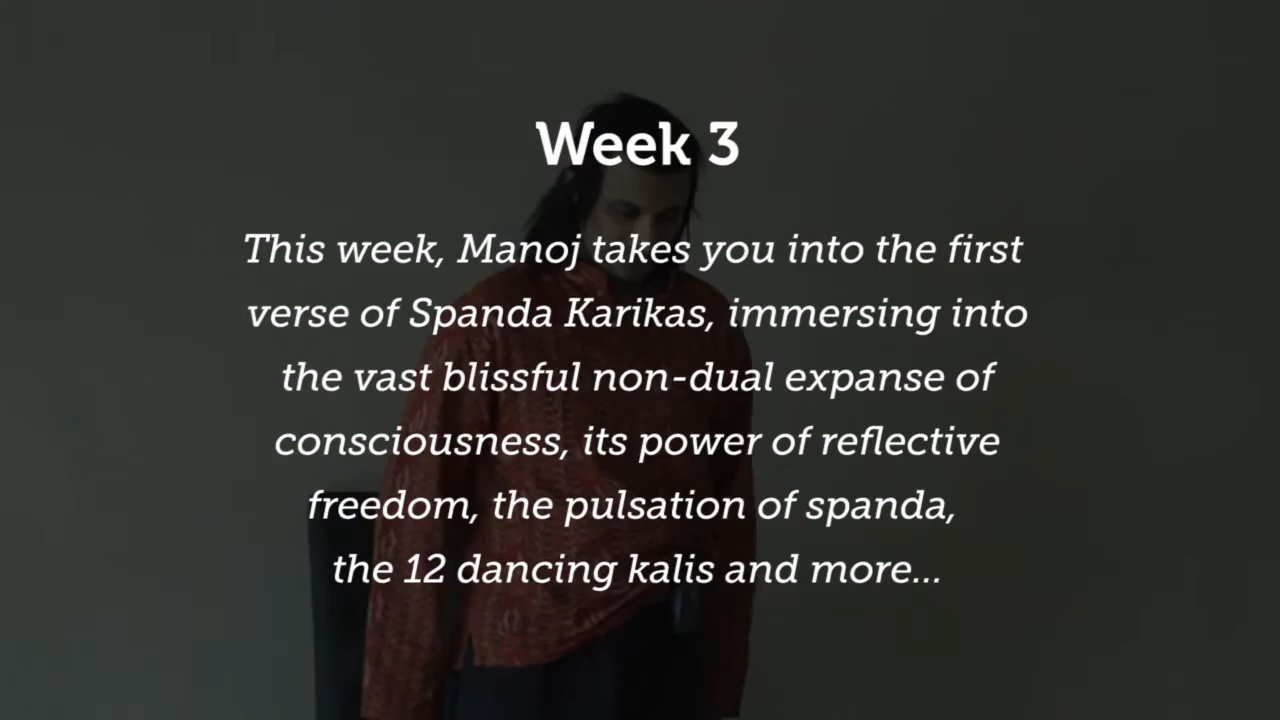 Week 3
This week, Manoj takes you into the first
verse of Spanda Karikas, immersing into
the vast blissful non-dual expanse of
consciousness, its power of reflective
freedom, the pulsation of spanda,
the 12 dancing kalis and more...